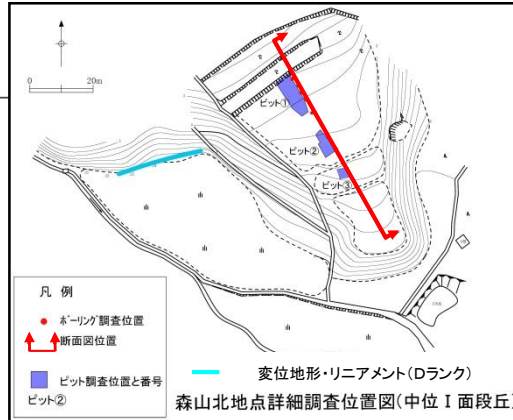 0 20m
ピット①
ピット②
ピット③
凡 例
ボーリング調査位置
断面図位置
ピット調査位置と番号
ピット②
変位地形・リニアメント(Dランク)
森山北地点詳細調査位置図(中位Ⅰ面段丘)